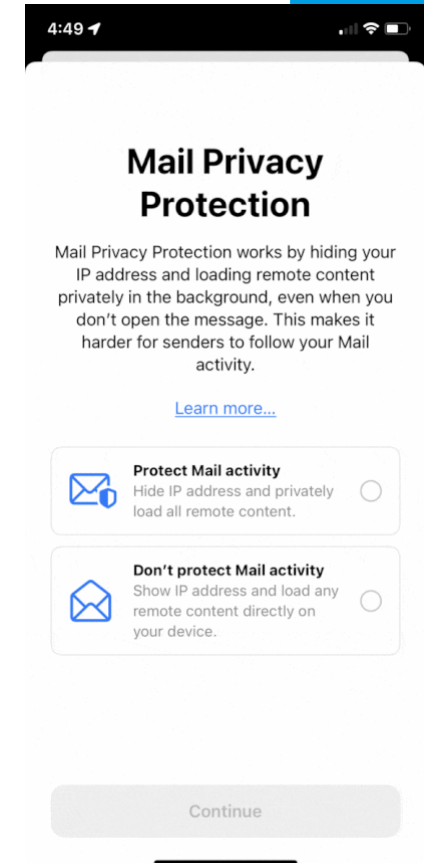 4:49
Mail Privacy
Protection
Mail Privacy Protection works by hiding your
IP address and loading remote content
privately in the background, even when you
don’t open the message. This makes it
harder for senders to follow your Mail
activity.
Learn more...
Protect Mail activity
Hide IP address and privately
load all remote content.
Don’t protect Mail activity
Show IP address and load any
remote content directly on
your device.
Continue